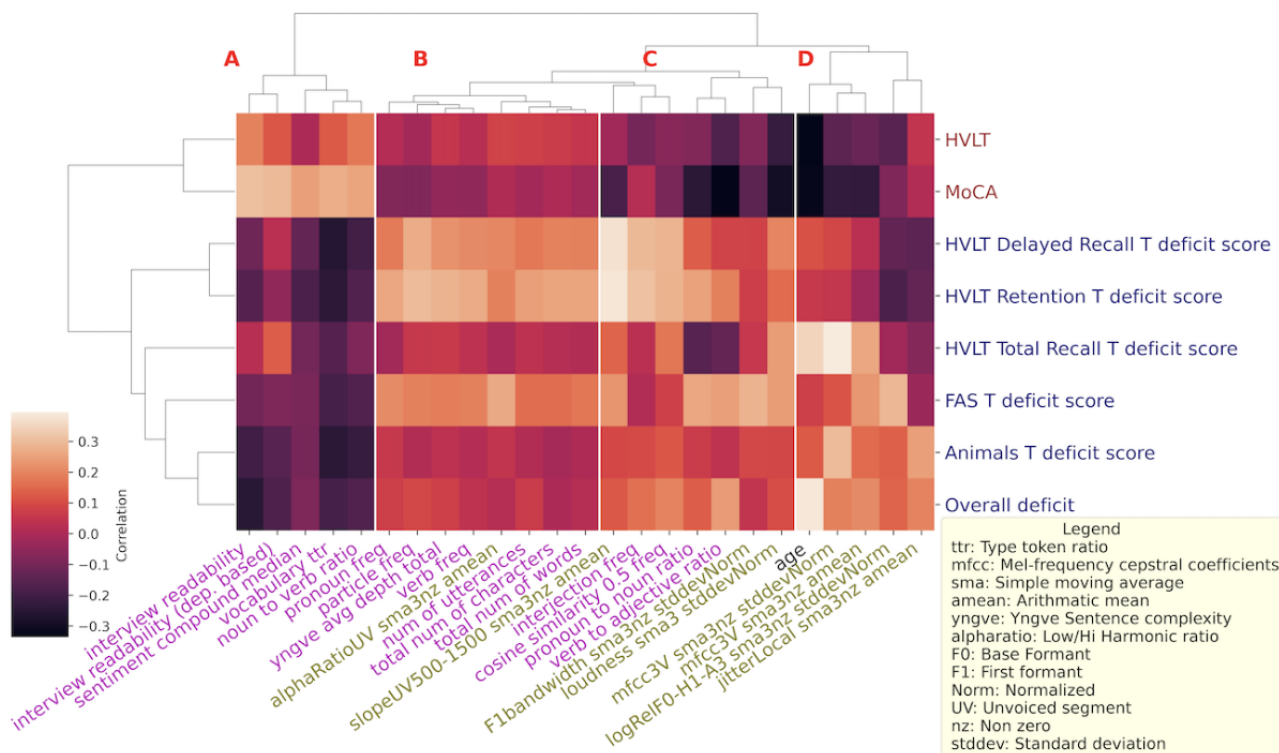 A B C D
HVLT
MoCA
HVLT Delayed Recall T deficit score
HVLT Retention T deficit score
HVLT Total Recall T deficit score
FAS T deficit score
Animals T deficit score
Overall deficit
0.3
0.2
0.1
0.0
−0.1
−0.2
−0.3
Correlation
interview readability
interview readability (dep. based)
sentiment compound median
vocabulary ttr
noun to verb ratio
pronoun freq
particle freq
yngve avg depth total
verb freq
alphaRatioUV sma3nz amean
num of utterances
total num of characters
total num of words
slopeUV500-1500 sma3nz amean
interjection freq
cosine similarity 0.5 freq
pronoun to noun ratio
verb to adjective ratio
F1bandwidth sma3nz stddevNorm
loudness sma3 stddevNorm
age
mfcc3V sma3nz stddevNorm
mfcc3V sma3nz amean
logRelF0-H1-A3 sma3nz stddevNorm
jitterLocal sma3nz amean
Legend
ttr: Type token ratio
mfcc: Mel-frequency cepstral coefficients
sma: Simple moving average
amean: Arithmetic mean
yngve: Yngve Sentence complexity
alpharatio: Low/Hi Harmonic ratio
F0: Base Formant
F1: First formant
Norm: Normalized
UV: Unvoiced segment
nz: Non zero
stddev: Standard deviation